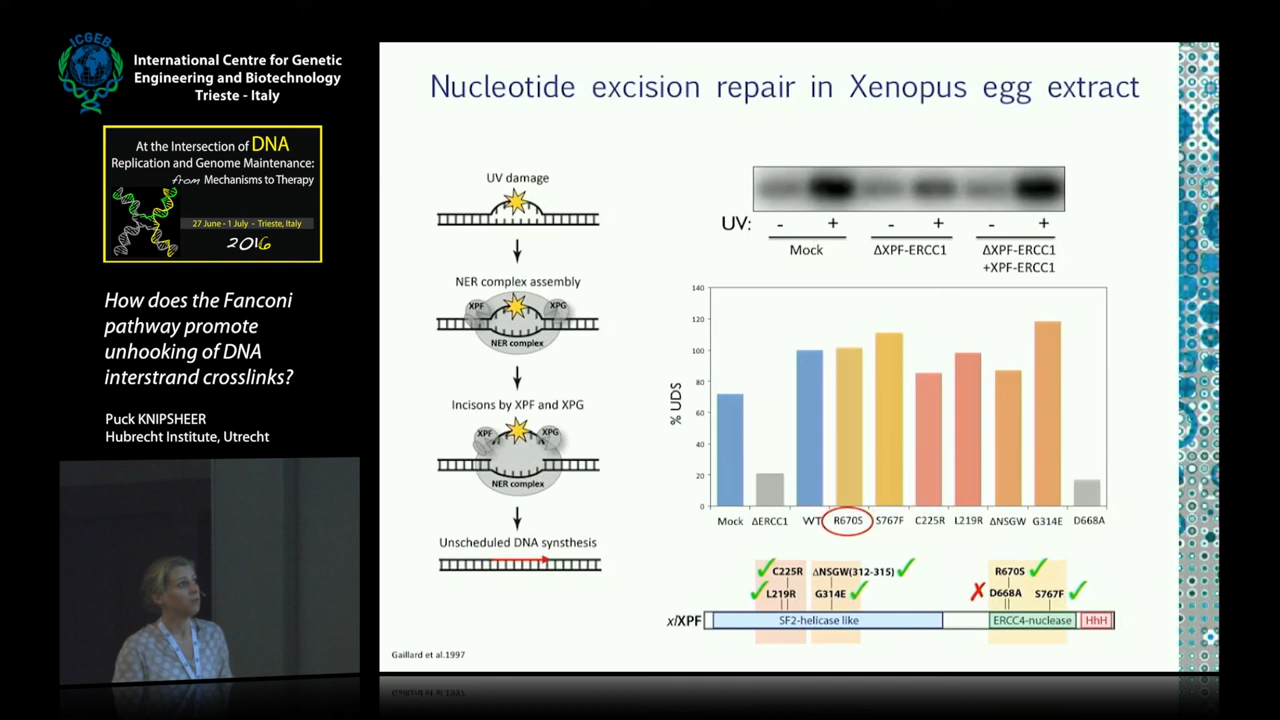 ICGEB
International Centre for Genetic
Engineering and Biotechnology
Trieste - Italy
At the Intersection of DNA
Replication and Genome Maintenance:
from Mechanisms to Therapy
27 June - 1 July - Trieste, Italy
2016
How does the Fanconi
pathway promote
unhooking of DNA
interstrand crosslinks?
Puck KNIPSHEER
Hubrecht Institute, Utrecht
Nucleotide excision repair in Xenopus egg extract
UV damage
NER complex assembly
XPF
XPG
NER complex
Incisons by XPF and XPG
XPF
XPG
NER complex
Unscheduled DNA synsthesis
Gaillard et al.1997
UV: - + - + - +
Mock ΔXPF-ERCC1 ΔXPF-ERCC1
+XPF-ERCC1
140
120
100
80
60
40
20
0
% UDS
Mock ΔERCC1 WT R670S S767F C225R L219R ΔNSGW G314E D668A
✓ C225R ΔNSGW(312-315) ✓ R670S ✓
✓ L219R G314E ✓ ✗ D668A S767F ✓
xlXPF SF2-helicase like ERCC4-nuclease HhH